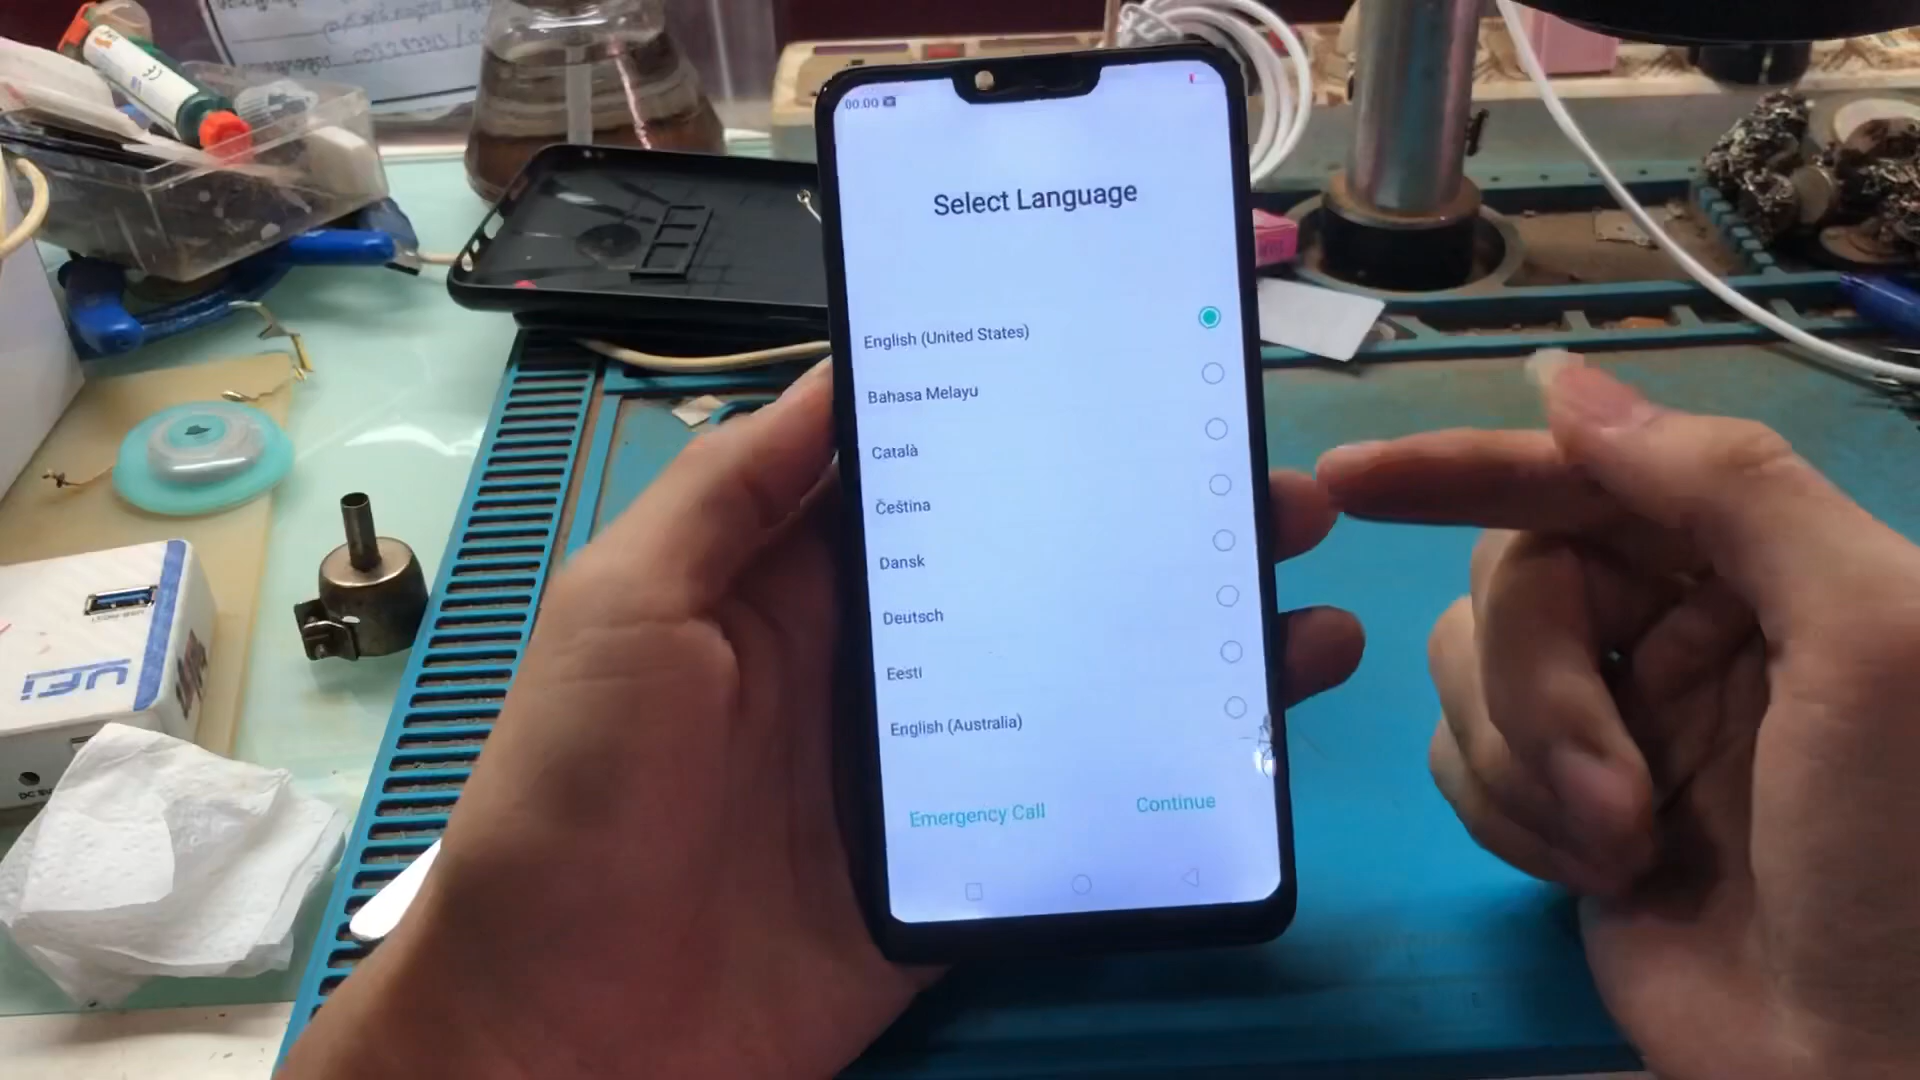 00.00
Select Language
English (United States)
Bahasa Melayu
Català
Čeština
Dansk
Deutsch
Eesti
English (Australia)
Emergency Call
Continue
UFi